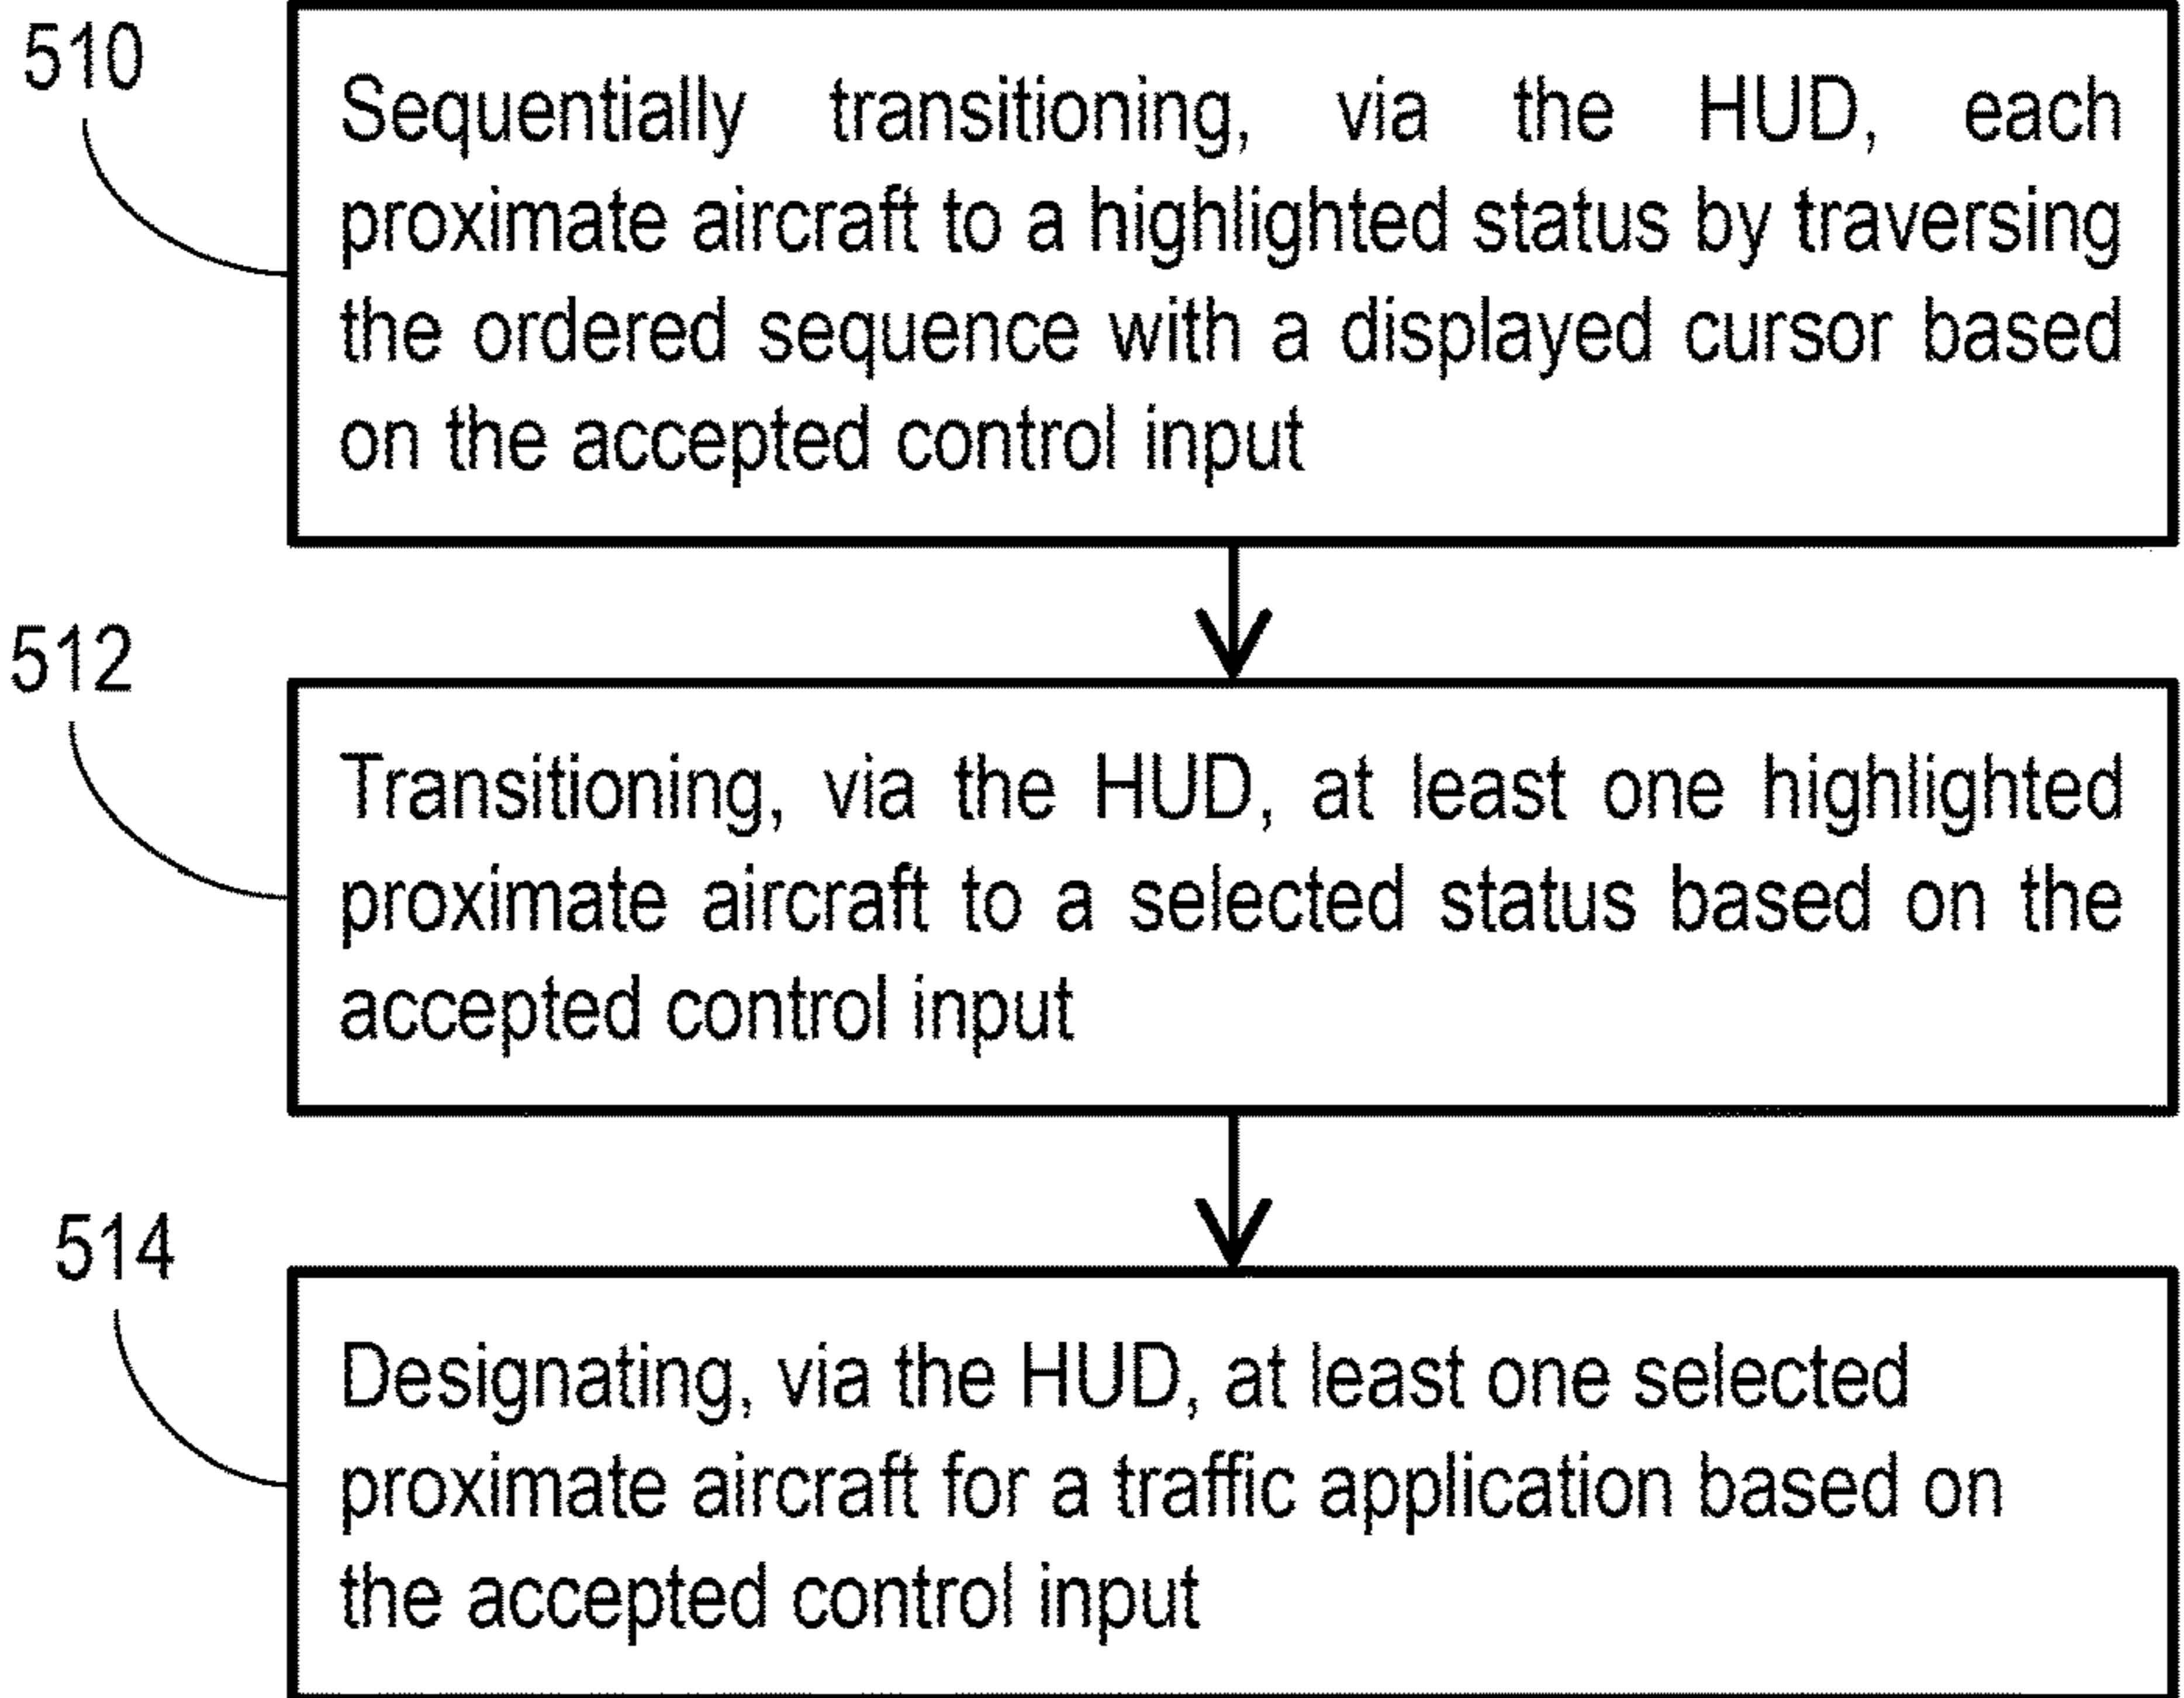 510
Sequentially transitioning, via the HUD, each
proximate aircraft to a highlighted status by traversing
the ordered sequence with a displayed cursor based
on the accepted control input
512
Transitioning, via the HUD, at least one highlighted
proximate aircraft to a selected status based on the
accepted control input
514
Designating, via the HUD, at least one selected
proximate aircraft for a traffic application based on
the accepted control input